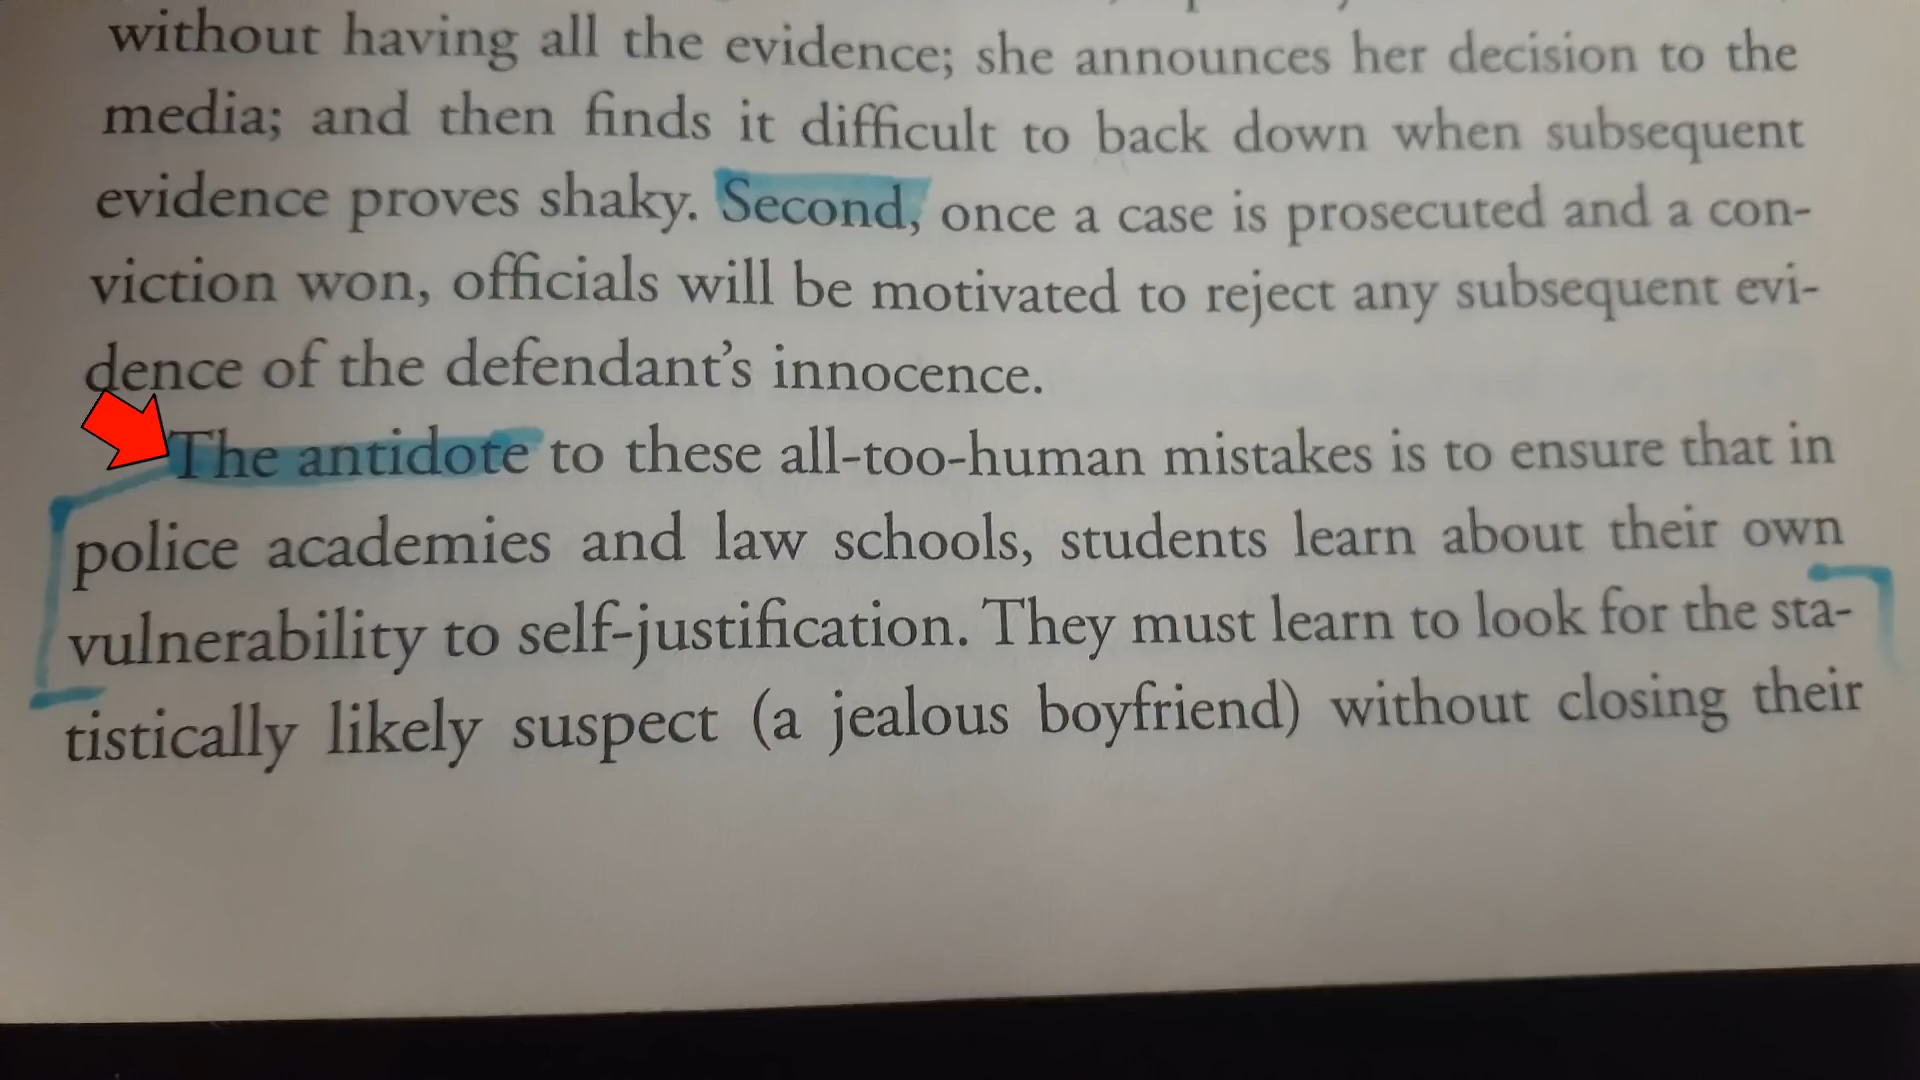 without having all the evidence; she announces her decision to the
media; and then finds it difficult to back down when subsequent
evidence proves shaky. Second, once a case is prosecuted and a con-
viction won, officials will be motivated to reject any subsequent evi-
dence of the defendant’s innocence.
The antidote to these all-too-human mistakes is to ensure that in
police academies and law schools, students learn about their own
vulnerability to self-justification. They must learn to look for the sta-
tistically likely suspect (a jealous boyfriend) without closing their